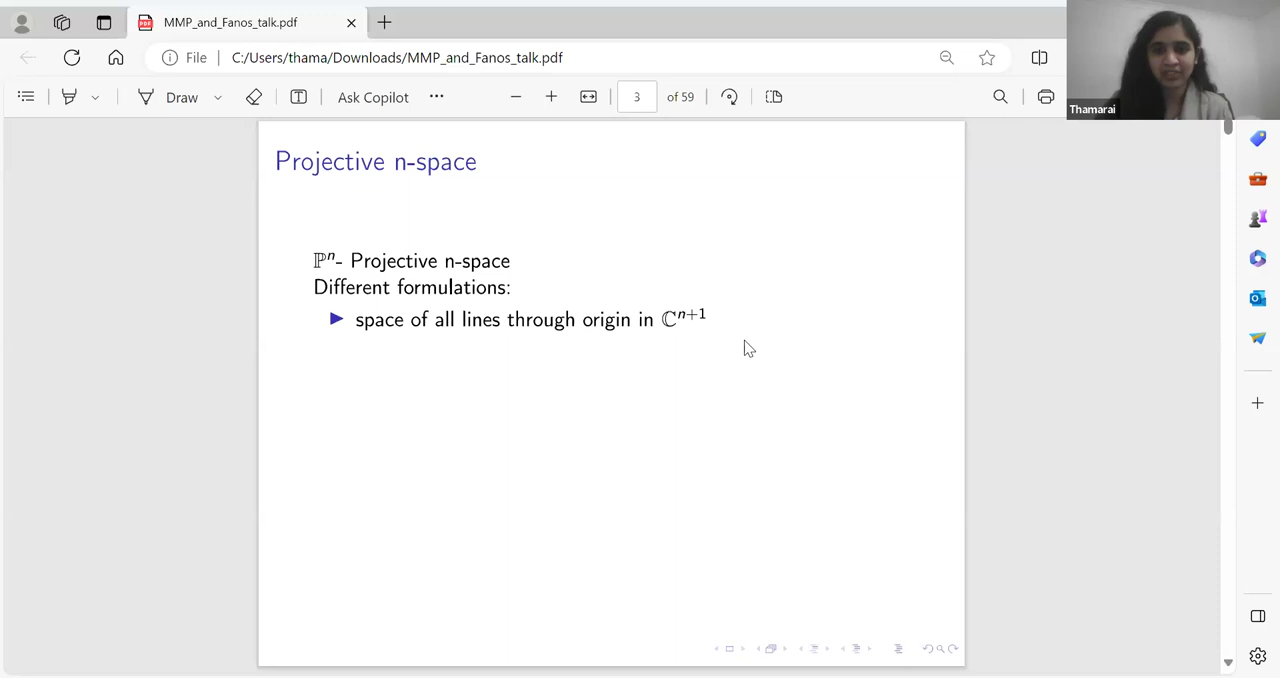 MMP_and_Fanos_talk.pdf
File
C:/Users/thama/Downloads/MMP_and_Fanos_talk.pdf
Draw
Ask Copilot
3 of 59
Thamarai
Projective n-space
ℙⁿ- Projective n-space
Different formulations:
▶ space of all lines through origin in ℂⁿ⁺¹